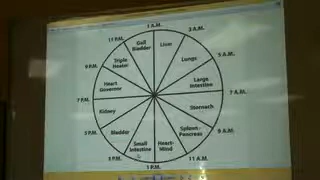 1 A.M.
3 A.M.
5 A.M.
7 A.M.
9 A.M.
11 A.M.
1 P.M.
3 P.M.
5 P.M.
7 P.M.
9 P.M.
11 P.M.
Liver
Lungs
Large
Intestine
Stomach
Spleen-
Pancreas
Heart-
Mind
Small
Intestine
Bladder
Kidney
Heart
Governor
Triple
Heater
Gall
Bladder